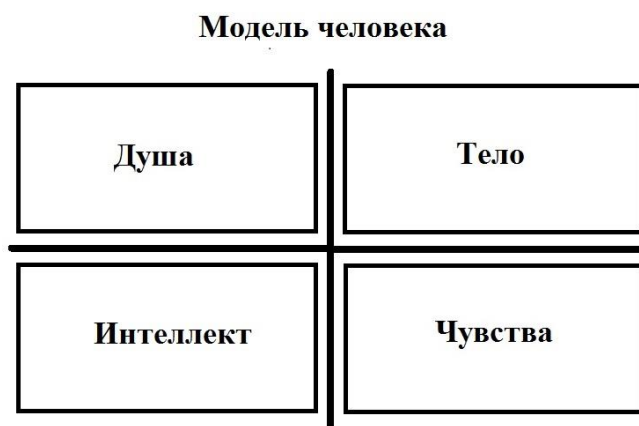 Модель человека
Душа
Тело
Интеллект
Чувства